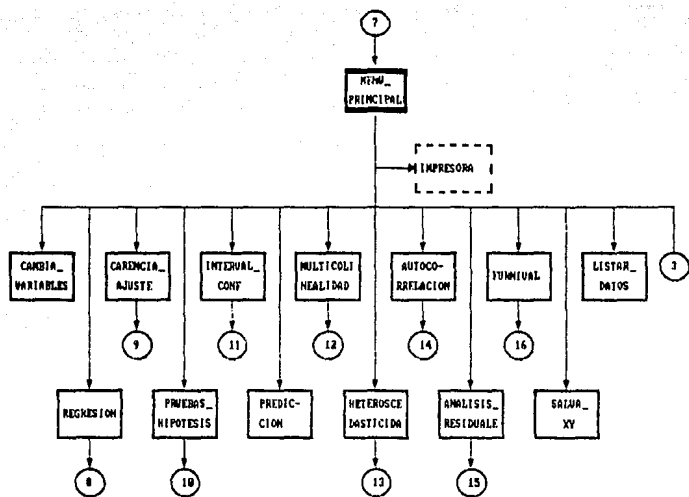 7
MENU_
PRINCIPAL
IMPRESORA
CAMBIA_
VARIABLES
CARENCIA_
AJUSTE
INTERVAL_
CONF
MULTICOLI
NEALIDAD
AUTOCO-
RRELACION
FUNNIVAL
LISTAR_
DATOS
3
9
11
12
14
16
REGRESION
PRUEBAS_
HIPOTESIS
PREDIC-
CION
HETEROSCE
DASTICIDA
ANALISIS_
RESIDUALE
SALVA_
XY
8
10
13
15